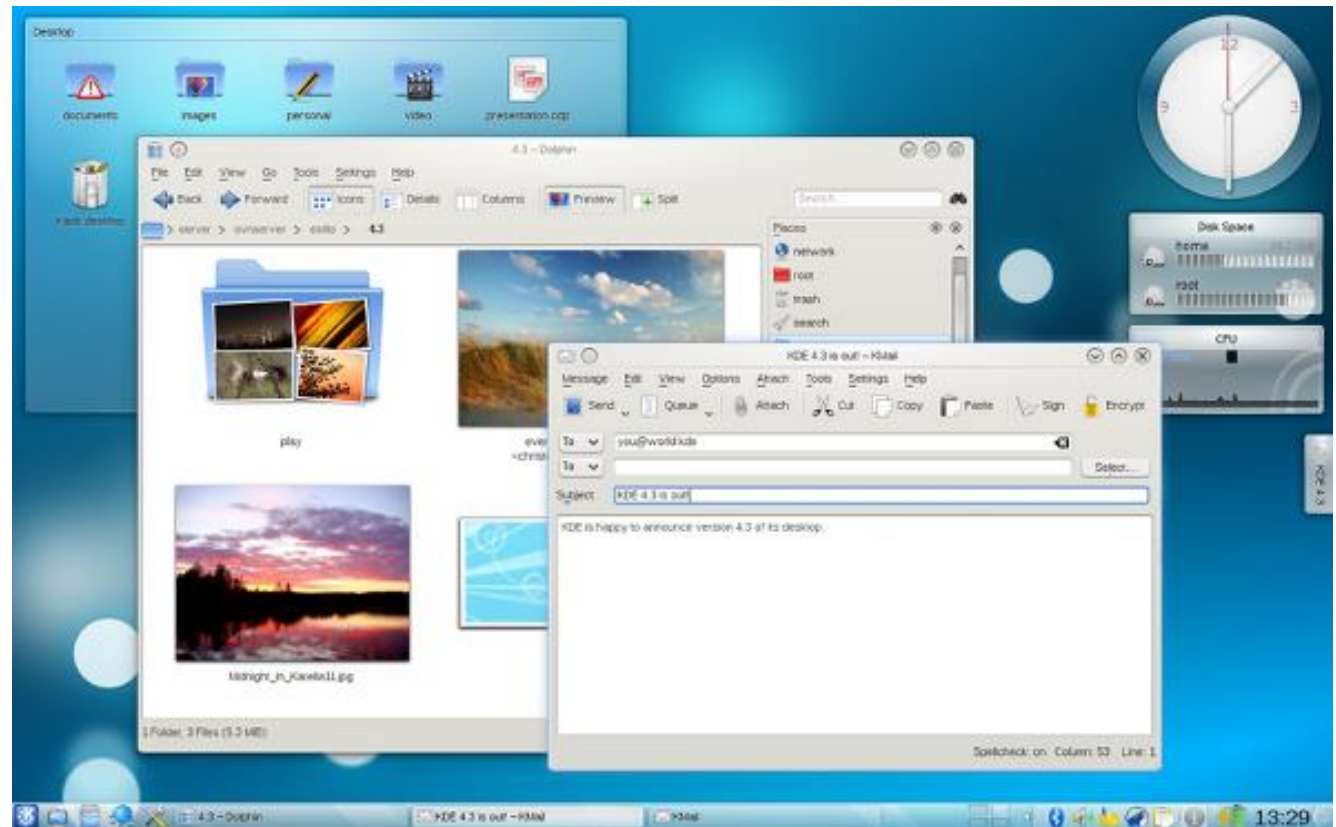 Desktop
documents
images
personal
video
presentation.odp
4.3 – Dolphin
File Edit View Go Tools Settings Help
Back Forward Icons Details Columns Preview Split
Search...
server > svnserver > > 4.3
Places
network
root
trash
search
play
Midnight_in_Karelia11.jpg
1 Folder, 3 Files (5.3 MiB)
KDE 4.3 is out! – KMail
Message Edit View Options Attach Tools Settings Help
Send Queue Attach Cut Copy Paste Sign Encrypt
To you@world.kde
To Select...
Subject: KDE 4.3 is out!
KDE is happy to announce version 4.3 of its desktop.
Spellcheck: on Column: 53 Line: 1
12
9
3
Disk Space
home
root
CPU
KDE 4.3
4.3 – Dolphin
KDE 4.3 is out! – KMail
KMail
13:29